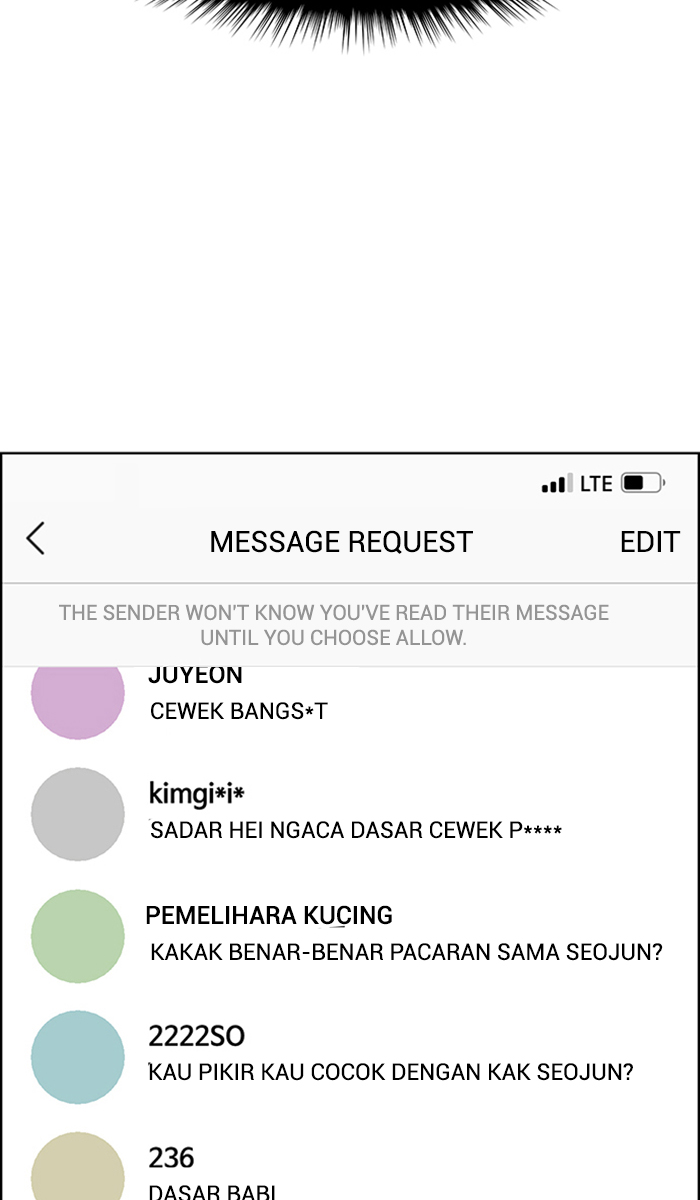 LTE
MESSAGE REQUEST
EDIT
THE SENDER WON'T KNOW YOU'VE READ THEIR MESSAGE
UNTIL YOU CHOOSE ALLOW.
JUYEON
CEWEK BANGS*T
kimgi*i*
SADAR HEI NGACA DASAR CEWEK P****
PEMELIHARA KUCING
KAKAK BENAR-BENAR PACARAN SAMA SEOJUN?
2222SO
KAU PIKIR KAU COCOK DENGAN KAK SEOJUN?
236
DASAR BABI